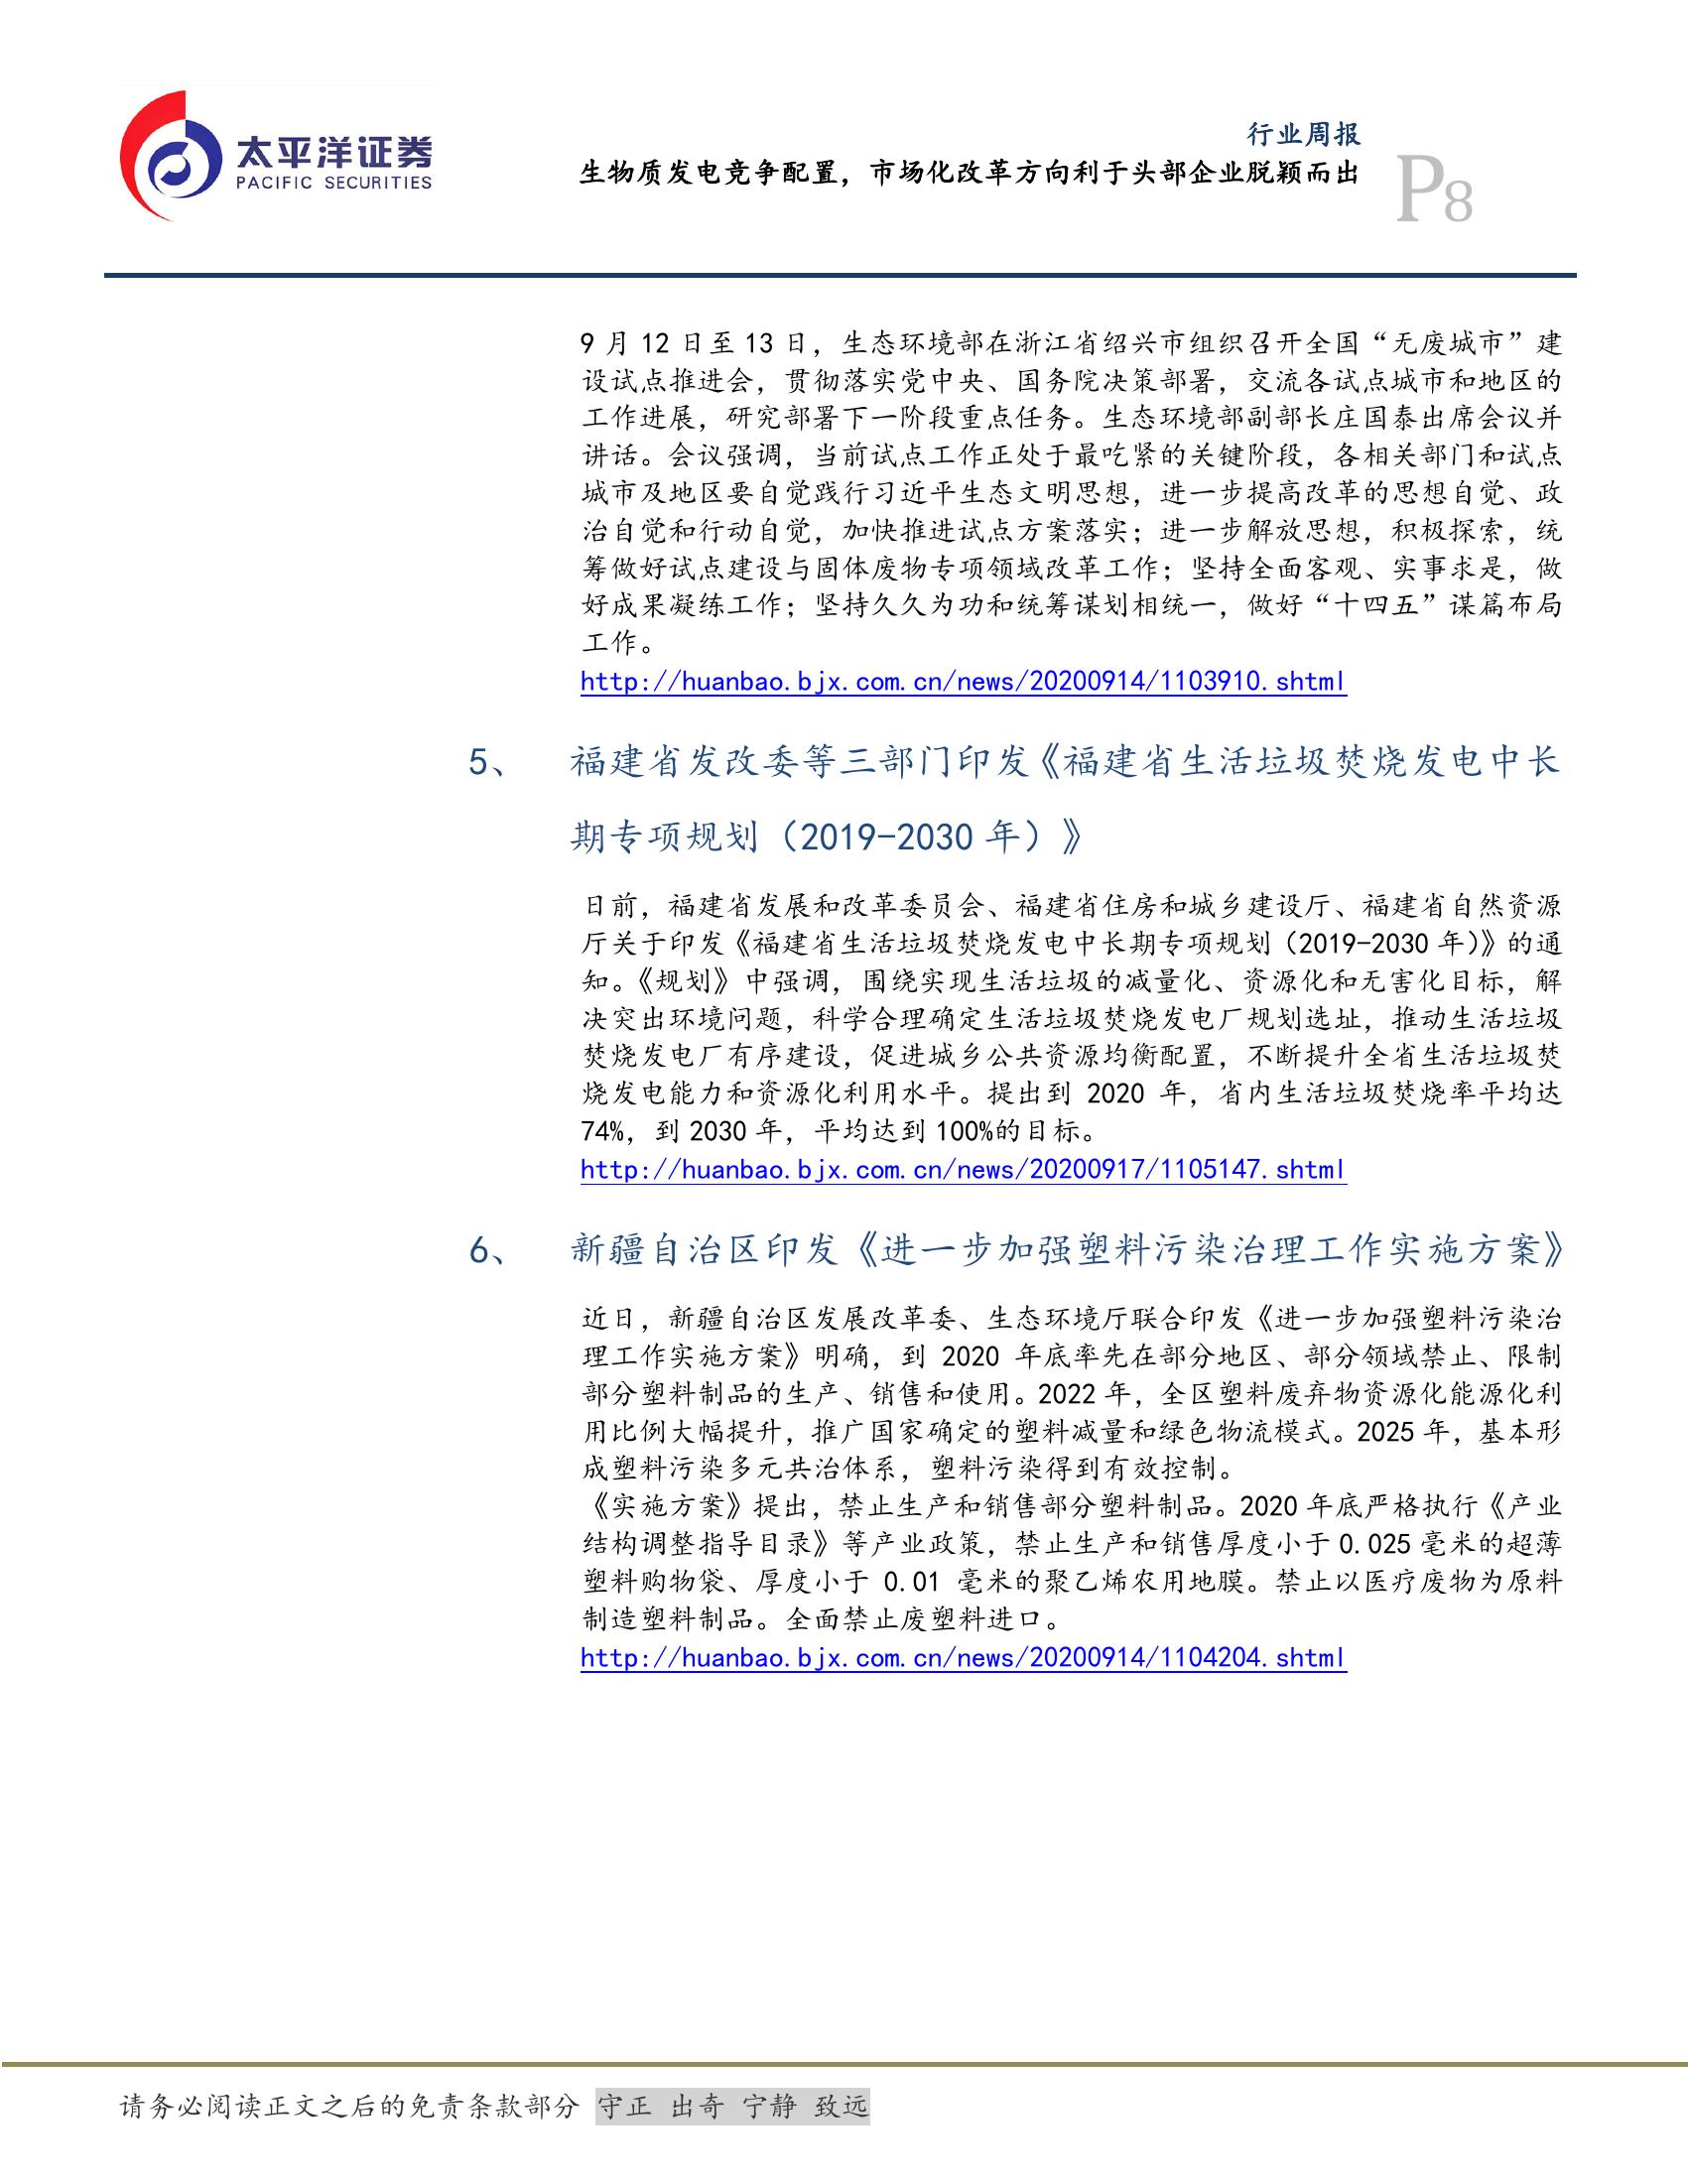 太平洋证券
PACIFIC SECURITIES
行业周报
生物质发电竞争配置，市场化改革方向利于头部企业脱颖而出
P8
9 月 12 日至 13 日，生态环境部在浙江省绍兴市组织召开全国“无废城市”建
设试点推进会，贯彻落实党中央、国务院决策部署，交流各试点城市和地区的
工作进展，研究部署下一阶段重点任务。生态环境部副部长庄国泰出席会议并
讲话。会议强调，当前试点工作正处于最吃紧的关键阶段，各相关部门和试点
城市及地区要自觉践行习近平生态文明思想，进一步提高改革的思想自觉、政
治自觉和行动自觉，加快推进试点方案落实；进一步解放思想，积极探索，统
筹做好试点建设与固体废物专项领域改革工作；坚持全面客观、实事求是，做
好成果凝练工作；坚持久久为功和统筹谋划相统一，做好“十四五”谋篇布局
工作。
http://huanbao.bjx.com.cn/news/20200914/1103910.shtml
5、 福建省发改委等三部门印发《福建省生活垃圾焚烧发电中长
期专项规划（2019-2030 年）》
日前，福建省发展和改革委员会、福建省住房和城乡建设厅、福建省自然资源
厅关于印发《福建省生活垃圾焚烧发电中长期专项规划（2019-2030 年）》的通
知。《规划》中强调，围绕实现生活垃圾的减量化、资源化和无害化目标，解
决突出环境问题，科学合理确定生活垃圾焚烧发电厂规划选址，推动生活垃圾
焚烧发电厂有序建设，促进城乡公共资源均衡配置，不断提升全省生活垃圾焚
烧发电能力和资源化利用水平。提出到 2020 年，省内生活垃圾焚烧率平均达
74%，到 2030 年，平均达到 100%的目标。
http://huanbao.bjx.com.cn/news/20200917/1105147.shtml
6、 新疆自治区印发《进一步加强塑料污染治理工作实施方案》
近日，新疆自治区发展改革委、生态环境厅联合印发《进一步加强塑料污染治
理工作实施方案》明确，到 2020 年底率先在部分地区、部分领域禁止、限制
部分塑料制品的生产、销售和使用。2022 年，全区塑料废弃物资源化能源化利
用比例大幅提升，推广国家确定的塑料减量和绿色物流模式。2025 年，基本形
成塑料污染多元共治体系，塑料污染得到有效控制。
《实施方案》提出，禁止生产和销售部分塑料制品。2020 年底严格执行《产业
结构调整指导目录》等产业政策，禁止生产和销售厚度小于 0.025 毫米的超薄
塑料购物袋、厚度小于 0.01 毫米的聚乙烯农用地膜。禁止以医疗废物为原料
制造塑料制品。全面禁止废塑料进口。
http://huanbao.bjx.com.cn/news/20200914/1104204.shtml
请务必阅读正文之后的免责条款部分 守正 出奇 宁静 致远